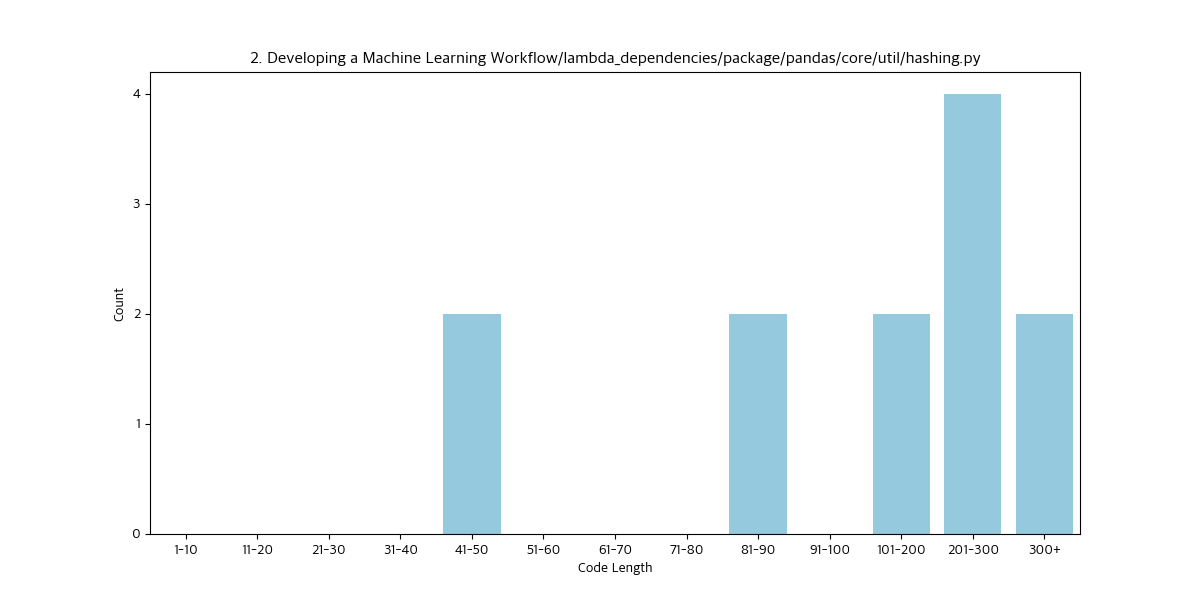 2. Developing a Machine Learning Workflow/lambda_dependencies/package/pandas/core/util/hashing.py
4
3
2
1
0
Count
1-10 11-20 21-30 31-40 41-50 51-60 61-70 71-80 81-90 91-100 101-200 201-300 300+
Code Length